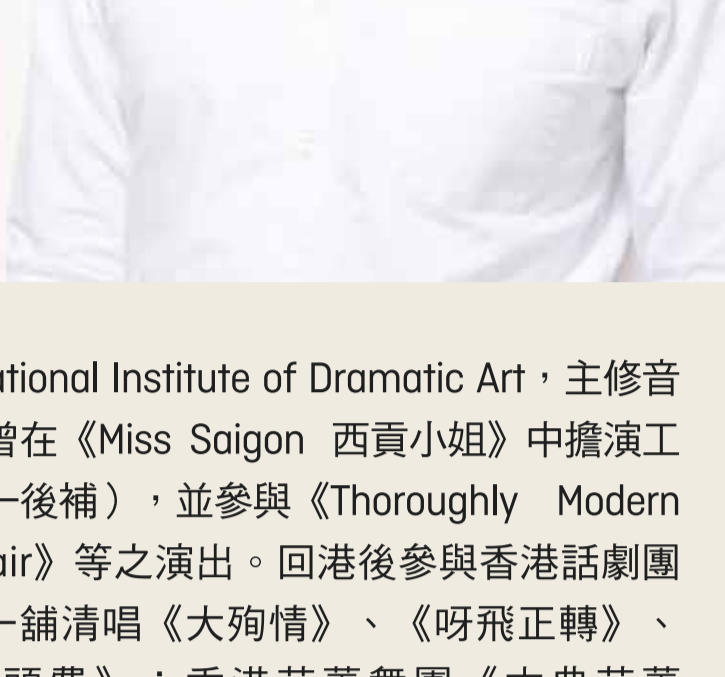 ational Institute of Dramatic Art，主修音
曾在《Miss Saigon 西貢小姐》中擔演工
一後補），並參與《Thoroughly Modern
air》等之演出。回港後參與香港話劇團
一舖清唱《大殉情》、《呀飛正轉》、